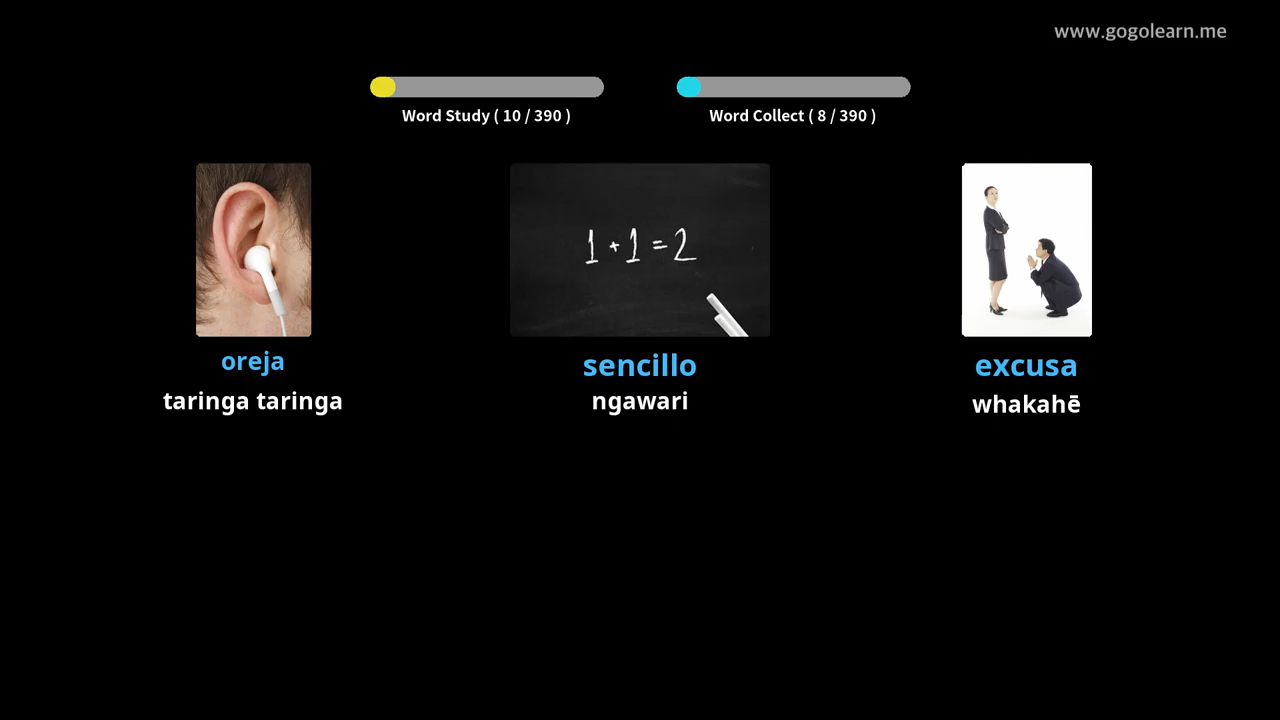 www.gogolearn.me
Word Study ( 10 / 390 )
Word Collect ( 8 / 390 )
1 + 1 = 2
oreja
taringa taringa
sencillo
ngawari
excusa
whakahē